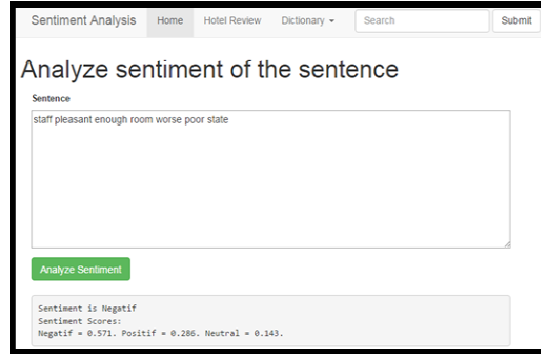 Sentiment Analysis Home Hotel Review Dictionary Search Submit
Analyze sentiment of the sentence
Sentence
staff pleasant enough room worse poor state
Analyze Sentiment
Sentiment is Negatif
Sentiment Scores:
Negatif = 0.571. Positif = 0.286. Neutral = 0.143.